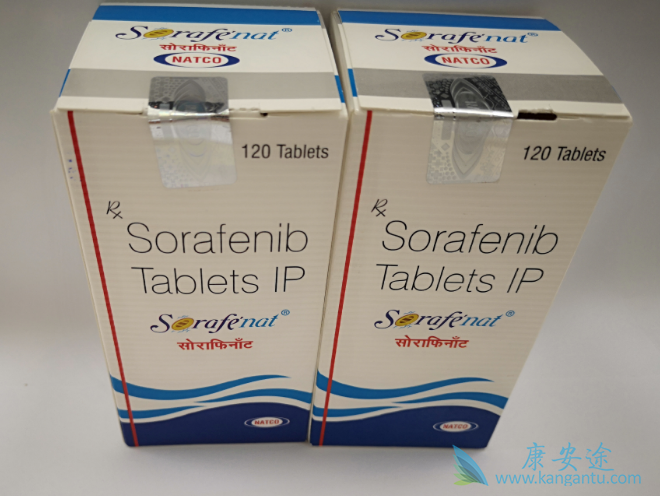 Sorafenat®
सोराफिनॉट
NATCO
120 Tablets
Rx
Sorafenib
Tablets IP
Sorafenat®
सोराफिनॉट
NATCO
Sorafenat®
सोराफिनॉट
NATCO
120 Tablets
Rx
Sorafenib
Tablets IP
Sorafenat®
सोराफिनॉट
NATCO
康安途
www.kangantu.com